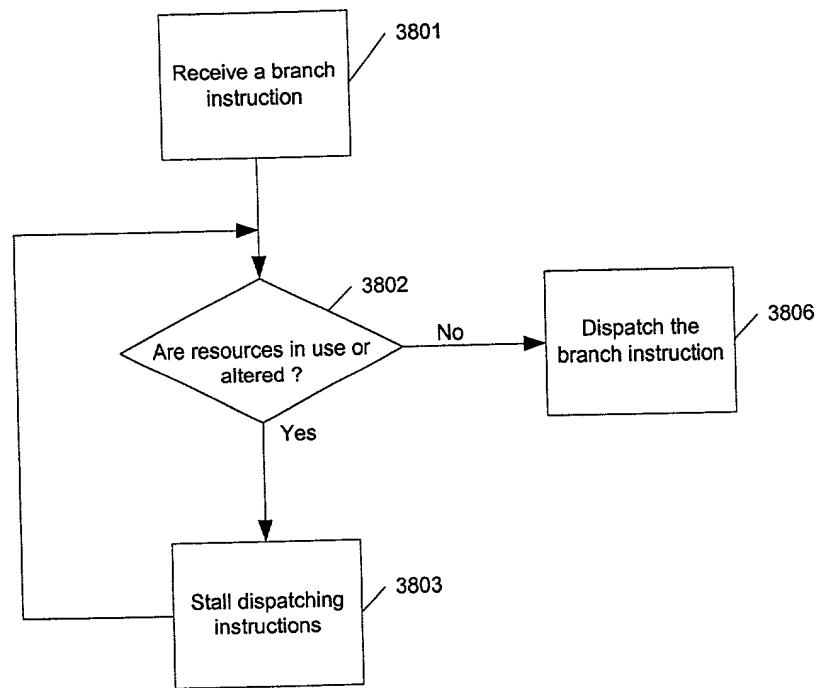 3801
Receive a branch
instruction
3802
Are resources in use or
altered ?
No
Dispatch the
branch instruction
3806
Yes
Stall dispatching
instructions
3803